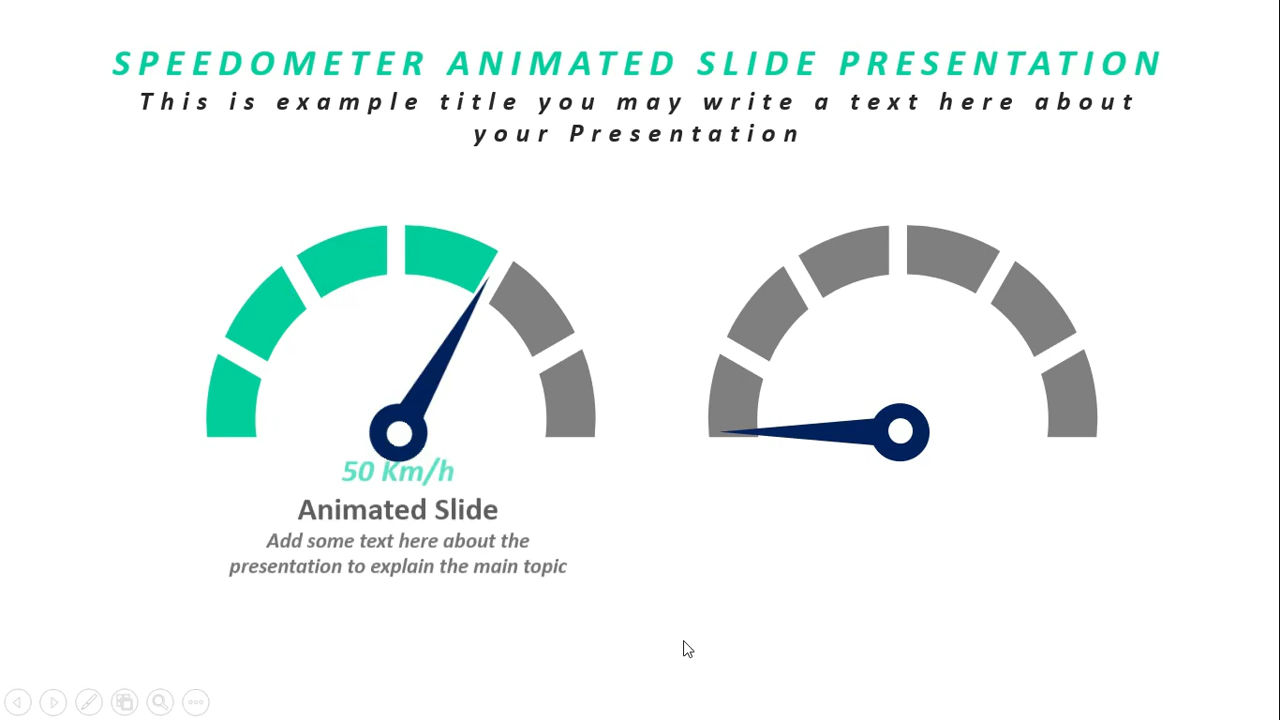 SPEEDOMETER ANIMATED SLIDE PRESENTATION
This is example title you may write a text here about
your Presentation
50 Km/h
Animated Slide
Add some text here about the
presentation to explain the main topic